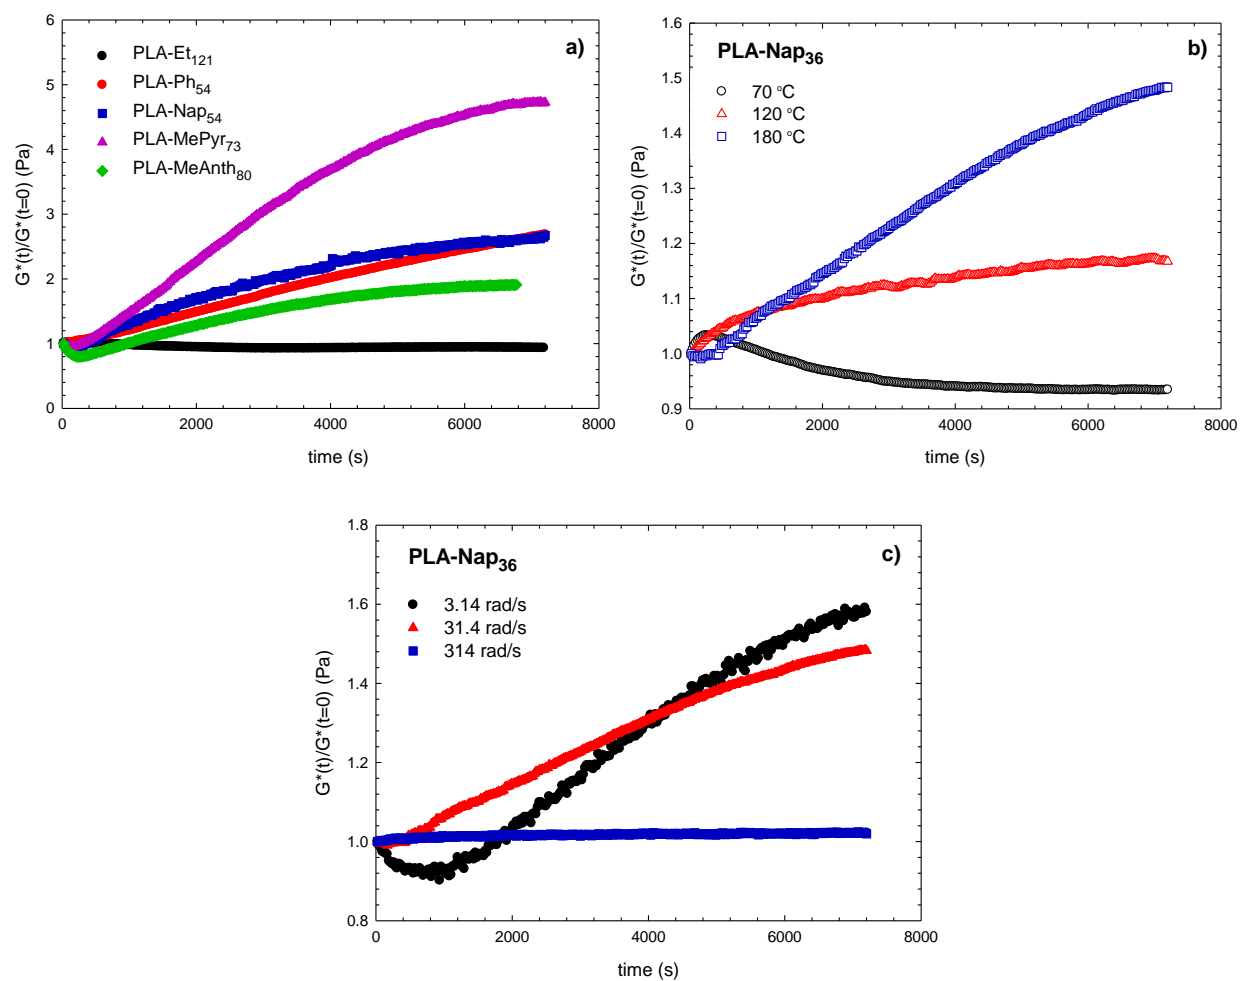 a)
PLA-Et121
PLA-Ph54
PLA-Nap54
PLA-MePyr73
PLA-MeAnth80
G*(t)/G*(t=0) (Pa)
6
5
4
3
2
1
0
0 2000 4000 6000 8000
time (s)
b)
PLA-Nap36
70 °C
120 °C
180 °C
G*(t)/G*(t=0) (Pa)
1.6
1.5
1.4
1.3
1.2
1.1
1.0
0.9
0 2000 4000 6000 8000
time (s)
c)
PLA-Nap36
3.14 rad/s
31.4 rad/s
314 rad/s
G*(t)/G*(t=0) (Pa)
1.8
1.6
1.4
1.2
1.0
0.8
0 2000 4000 6000 8000
time (s)